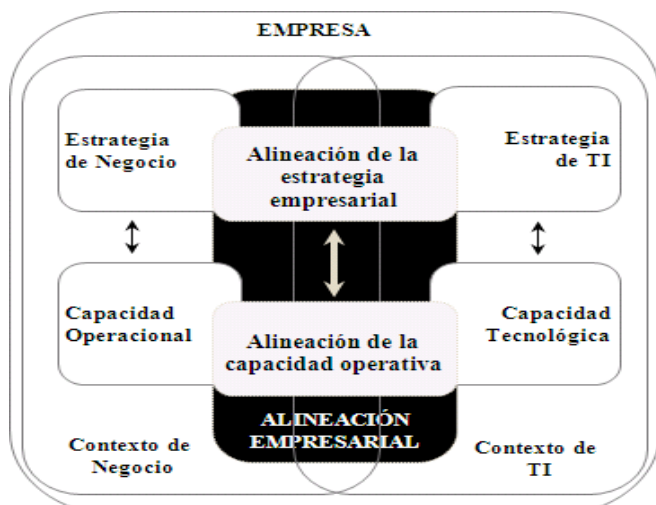 EMPRESA
Estrategia
de Negocio
Alineación de la
estrategia
empresarial
Estrategia
de TI
Capacidad
Operacional
Alineación de la
capacidad operativa
Capacidad
Tecnológica
ALINEACIÓN
EMPRESARIAL
Contexto de
Negocio
Contexto de
TI